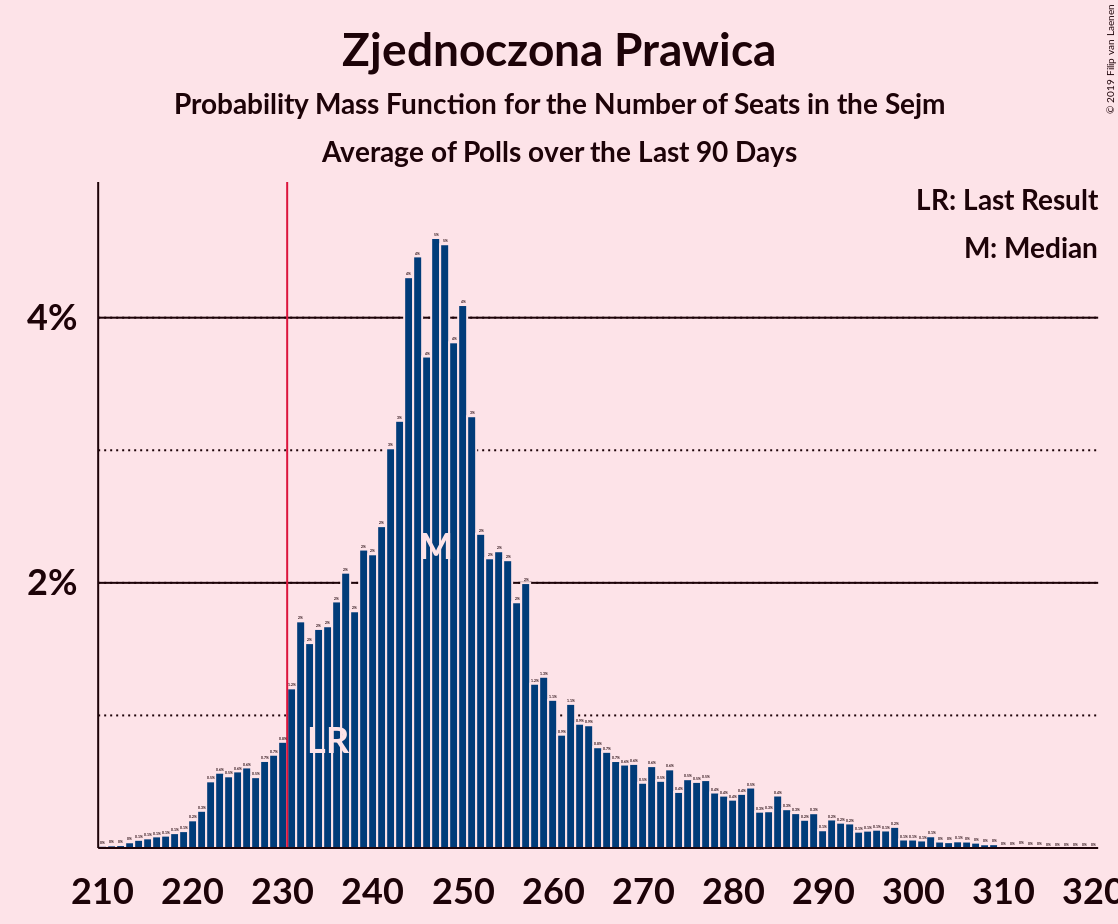 Zjednoczona Prawica
Probability Mass Function for the Number of Seats in the Sejm
Average of Polls over the Last 90 Days
© 2019 Filip van Laenen
LR: Last Result
M: Median
4%
2%
M
LR
210 220 230 240 250 260 270 280 290 300 310 320